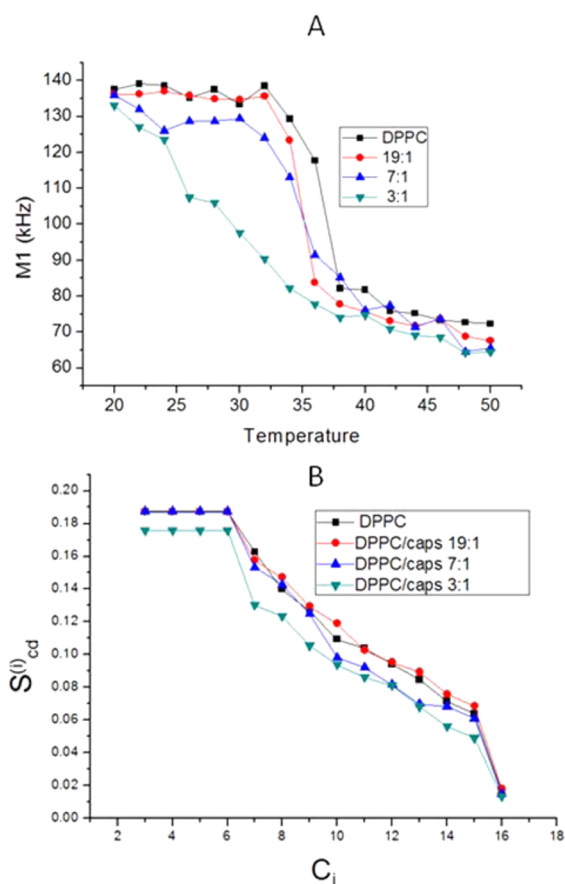 A
140
130
120
110
100
90
80
70
60
M1 (kHz)
DPPC
19:1
7:1
3:1
20 25 30 35 40 45 50
Temperature
B
0.20
0.18
0.16
0.14
0.12
0.10
0.08
0.06
0.04
0.02
0.00
S(i)cd
DPPC
DPPC/caps 19:1
DPPC/caps 7:1
DPPC/caps 3:1
2 4 6 8 10 12 14 16 18
Ci